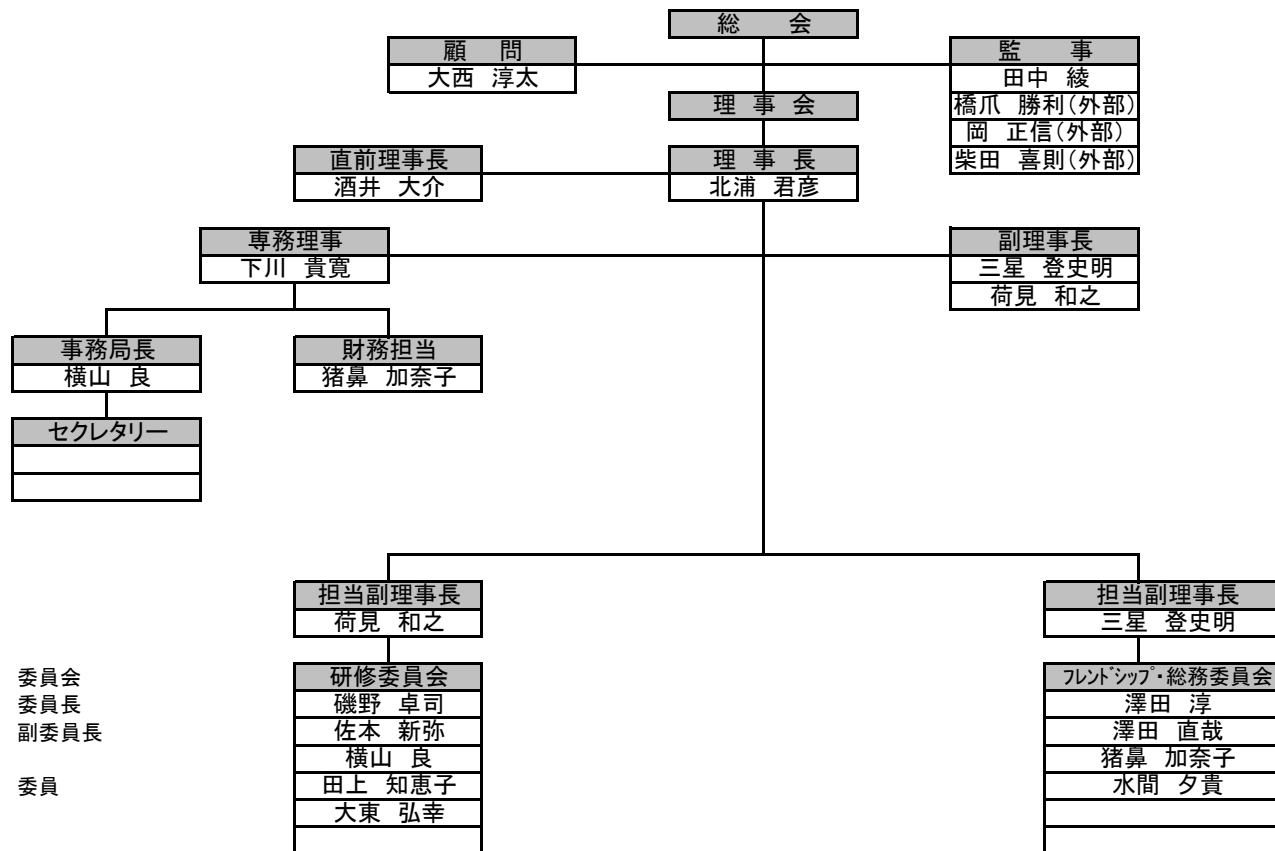 総　会
顧　問
大西　淳太
監　事
田中　綾
橋爪　勝利(外部)
岡　正信(外部)
柴田　喜則(外部)
理　事　会
直前理事長
酒井　大介
理　事　長
北浦　君彦
専務理事
下川　貴寛
副理事長
三星　登史明
荷見　和之
事務局長
横山　良
財務担当
猪鼻　加奈子
セクレタリー
担当副理事長
荷見　和之
担当副理事長
三星　登史明
委員会
委員長
副委員長
委員
研修委員会
磯野　卓司
佐本　新弥
横山　良
田上　知恵子
大東　弘幸
ﾌﾚﾝﾄﾞｼｯﾌﾟ・総務委員会
澤田　淳
澤田　直哉
猪鼻　加奈子
水間　夕貴